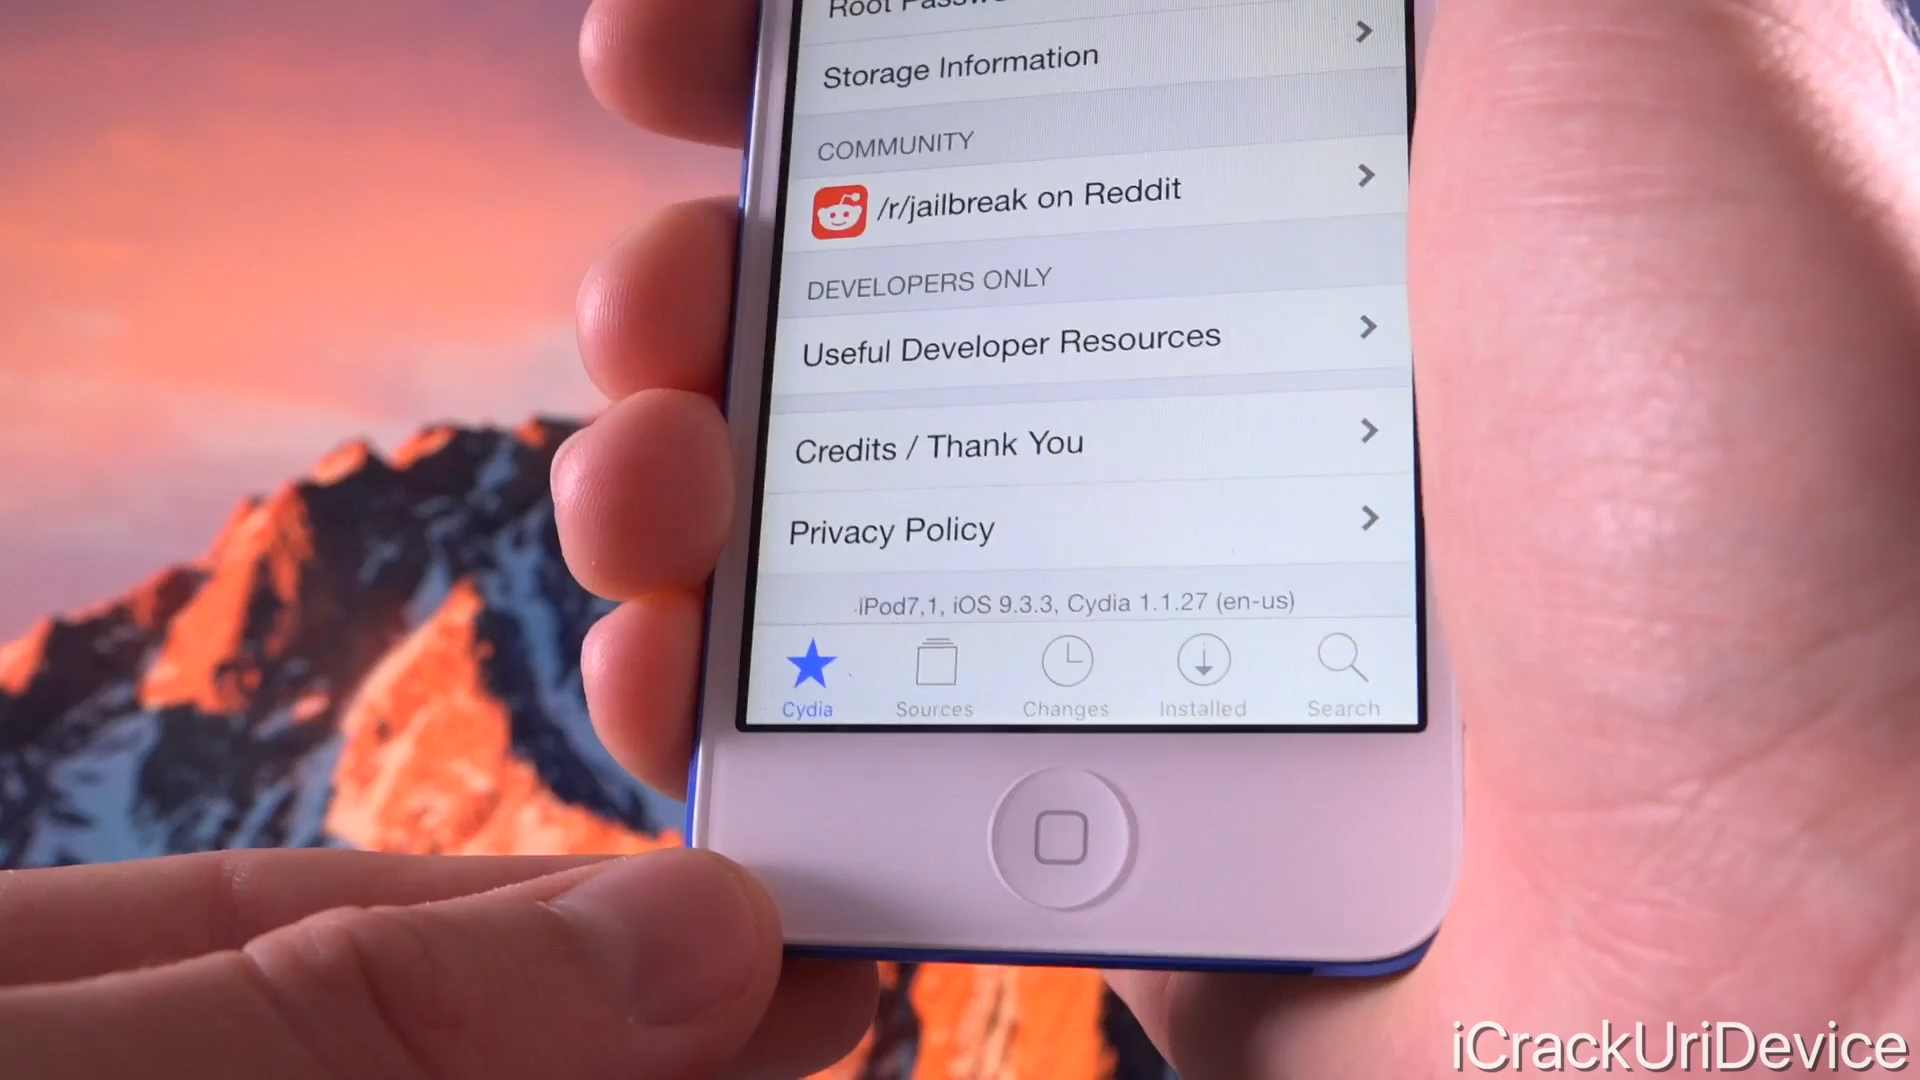 Root
Storage Information
COMMUNITY
/r/jailbreak on Reddit
DEVELOPERS ONLY
Useful Developer Resources
Credits / Thank You
Privacy Policy
iPod7,1, iOS 9.3.3, Cydia 1.1.27 (en-us)
Cydia Sources Changes Installed Search
iCrackUriDevice